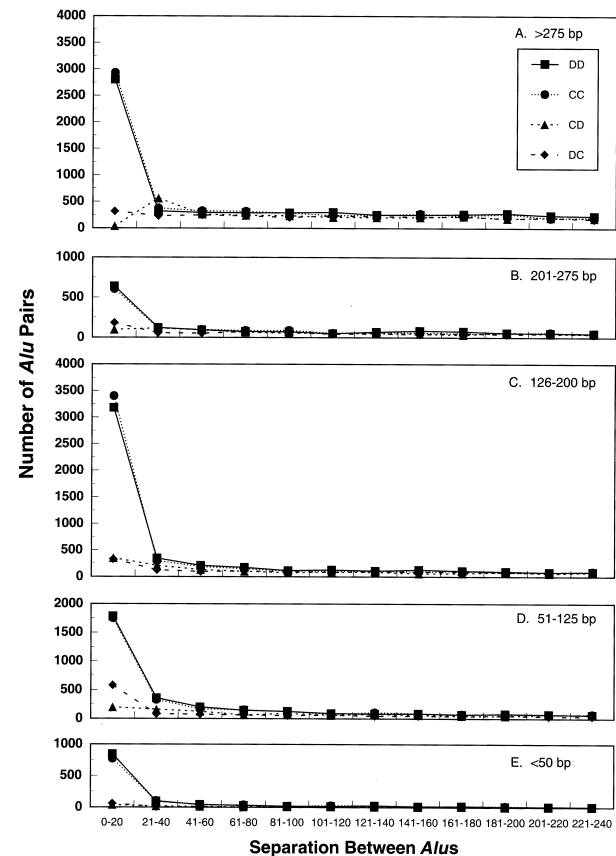 Number of Alu Pairs
4000
3500
3000
2500
2000
1500
1000
500
0
A. >275 bp
DD
CC
CD
DC
1000
500
0
B. 201-275 bp
4000
3500
3000
2500
2000
1500
1000
500
0
C. 126-200 bp
2000
1500
1000
500
0
D. 51-125 bp
1000
500
0
E. <50 bp
0-20 21-40 41-60 61-80 81-100 101-120 121-140 141-160 161-180 181-200 201-220 221-240
Separation Between Alus